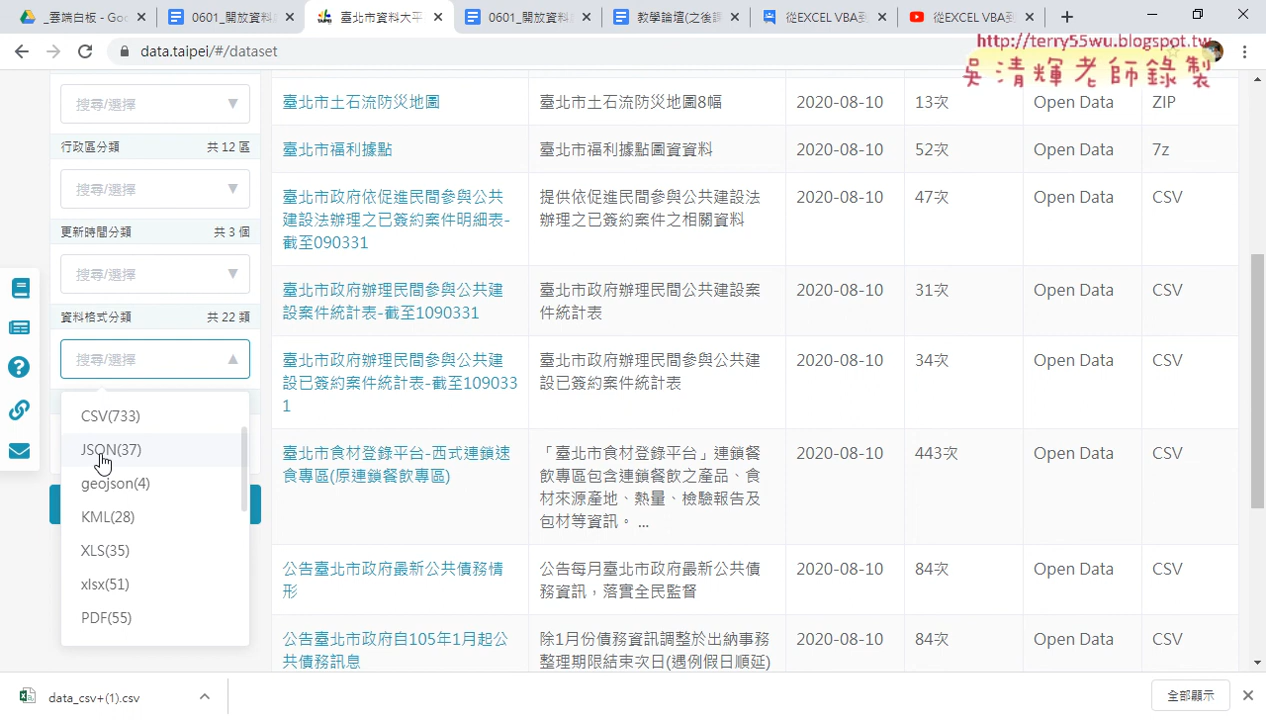 _雲端白板 - Goo
0601_開放資料
臺北市資料大平
0601_開放資料
教學論壇(之後課
從EXCEL VBA到
從EXCEL VBA到
data.taipei/#/dataset
http://terry55wu.blogspot.tw
吳清輝老師錄製
搜尋/選擇
行政區分類 共 12 區
搜尋/選擇
更新時間分類 共 3 個
搜尋/選擇
資料格式分類 共 22 類
搜尋/選擇
CSV(733)
JSON(37)
geojson(4)
KML(28)
XLS(35)
xlsx(51)
PDF(55)
臺北市土石流防災地圖 臺北市土石流防災地圖8幅 2020-08-10 13次 Open Data ZIP
臺北市福利據點 臺北市福利據點圖資資料 2020-08-10 52次 Open Data 7z
臺北市政府依促進民間參與公共 提供依促進民間參與公共建設法 2020-08-10 47次 Open Data CSV
建設法辦理之已簽約案件明細表- 辦理之已簽約案件之相關資料
截至090331
臺北市政府辦理民間參與公共建 臺北市政府辦理民間公共建設案 2020-08-10 31次 Open Data CSV
設案件統計表-截至1090331 件統計表
臺北市政府辦理民間參與公共建 臺北市政府辦理民間參與公共建 2020-08-10 34次 Open Data CSV
設已簽約案件統計表-截至109033 設已簽約案件統計表
1
臺北市食材登錄平台-西式連鎖速 「臺北市食材登錄平台」連鎖餐 2020-08-10 443次 Open Data CSV
食專區(原連鎖餐飲專區) 飲專區包含連鎖餐飲之產品、食
材來源產地、熱量、檢驗報告及
包材等資訊。 ...
公告臺北市政府最新公共債務情 公告每月臺北市政府最新公共債 2020-08-10 84次 Open Data CSV
形 務資訊，落實全民監督
公告臺北市政府自105年1月起公 除1月份債務資訊調整於出納事務 2020-08-10 84次 Open Data CSV
共債務訊息 整理期限結束次日(遇例假日順延)
data_csv+(1).csv
全部顯示